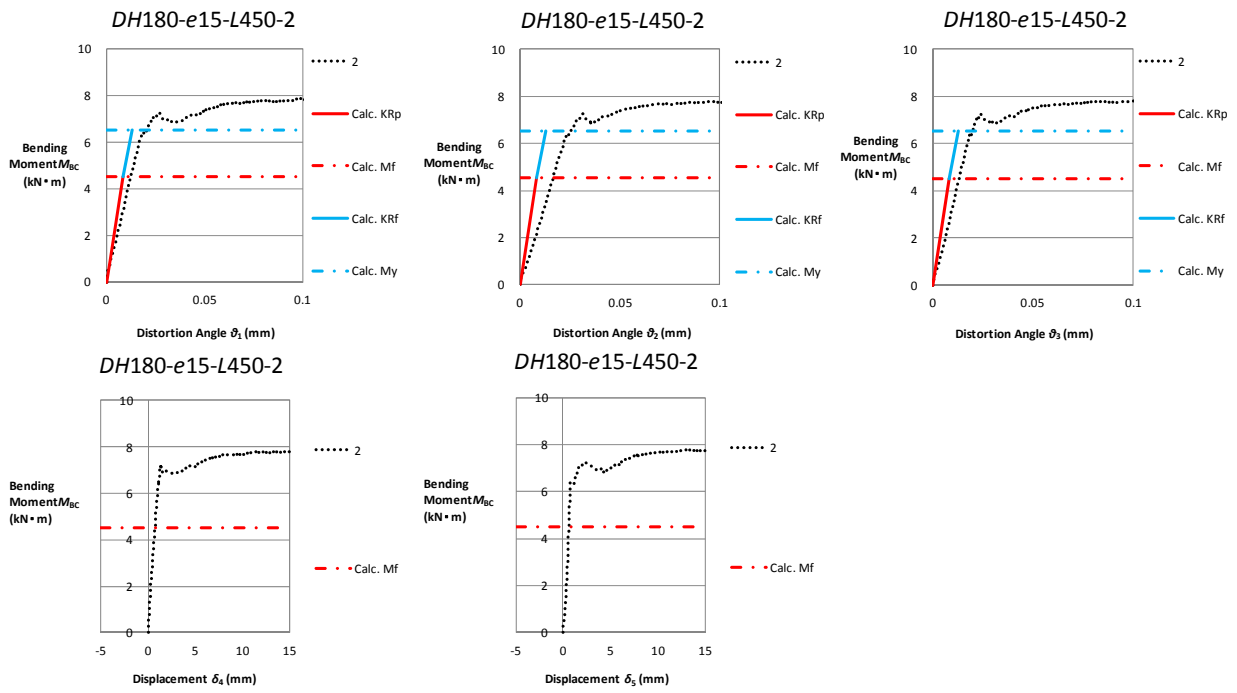 DH180-e15-L450-2
10
8
6
4
2
0
Bending
MomentMBC
(kN・m)
0
0.05
0.1
Distortion Angle ϑ1 (mm)
2
Calc. KRp
Calc. Mf
Calc. KRf
Calc. My
DH180-e15-L450-2
10
8
6
4
2
0
Bending
MomentMBC
(kN・m)
0
0.05
0.1
Distortion Angle ϑ2 (mm)
2
Calc. KRp
Calc. Mf
Calc. KRf
Calc. My
DH180-e15-L450-2
10
8
6
4
2
0
Bending
MomentMBC
(kN・m)
0
0.05
0.1
Distortion Angle ϑ3 (mm)
2
Calc. KRp
Calc. Mf
Calc. KRf
Calc. My
DH180-e15-L450-2
10
8
6
4
2
0
Bending
MomentMBC
(kN・m)
-5
0
5
10
15
Displacement δ4 (mm)
2
Calc. Mf
DH180-e15-L450-2
10
8
6
4
2
0
Bending
MomentMBC
(kN・m)
-5
0
5
10
15
Displacement δ5 (mm)
2
Calc. Mf